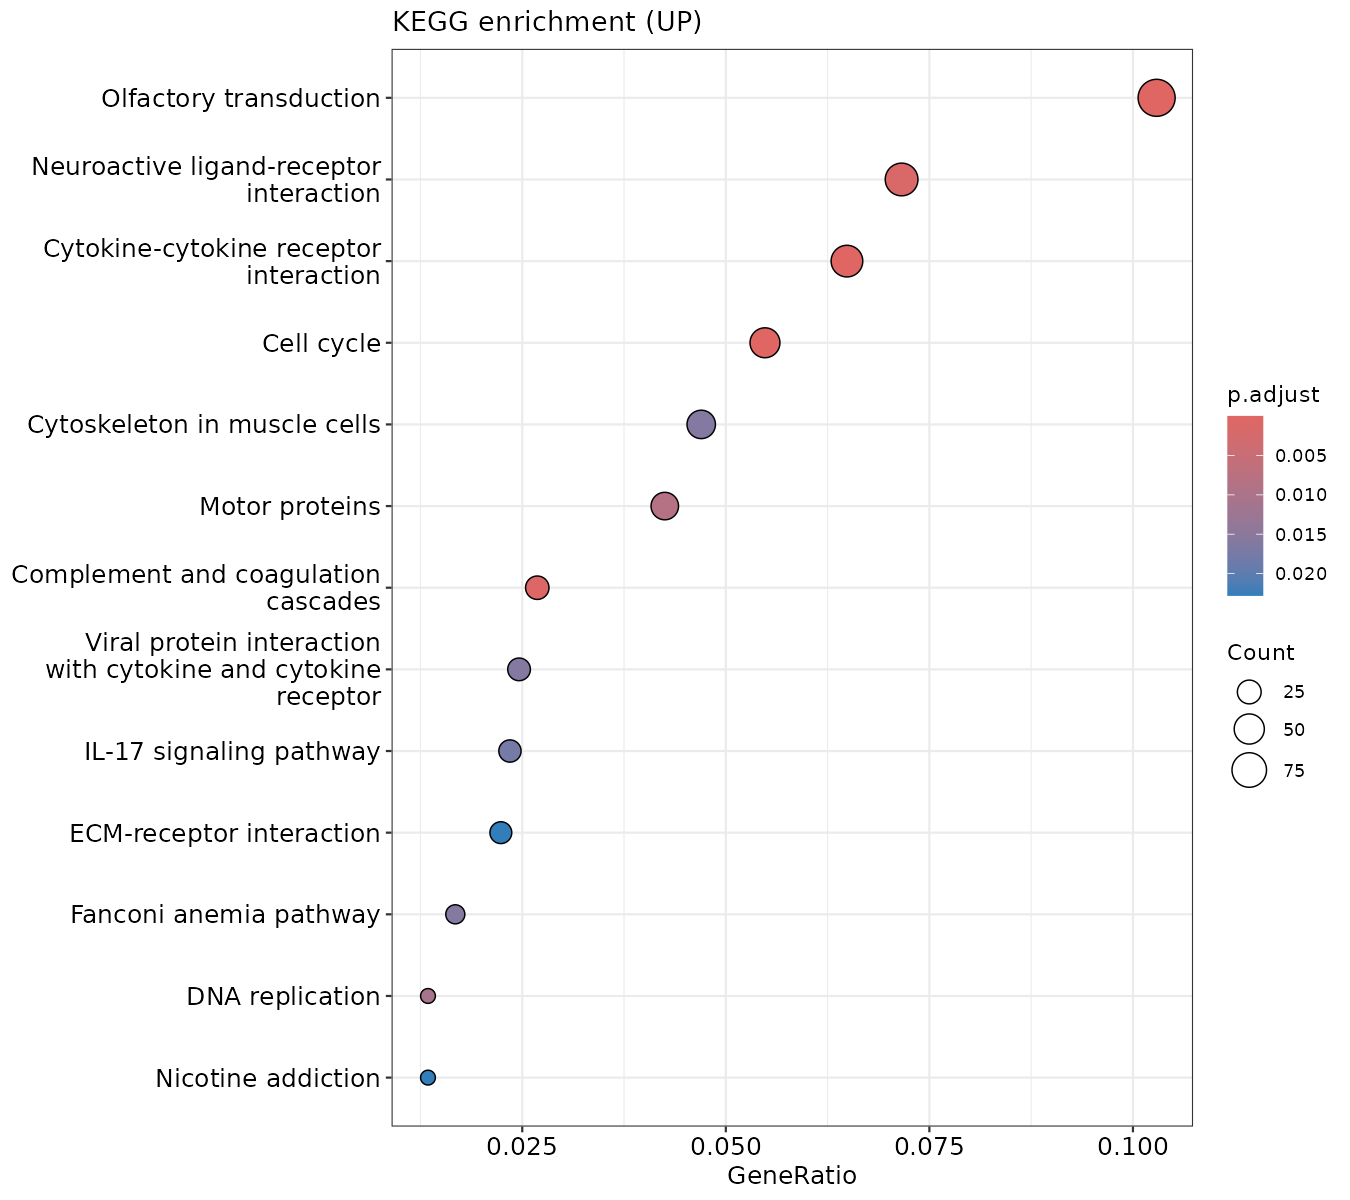 KEGG enrichment (UP)
Olfactory transduction
Neuroactive ligand-receptor
interaction
Cytokine-cytokine receptor
interaction
Cell cycle
Cytoskeleton in muscle cells
Motor proteins
Complement and coagulation
cascades
Viral protein interaction
with cytokine and cytokine
receptor
IL-17 signaling pathway
ECM-receptor interaction
Fanconi anemia pathway
DNA replication
Nicotine addiction
0.025 0.050 0.075 0.100
GeneRatio
p.adjust
0.005
0.010
0.015
0.020
Count
25
50
75